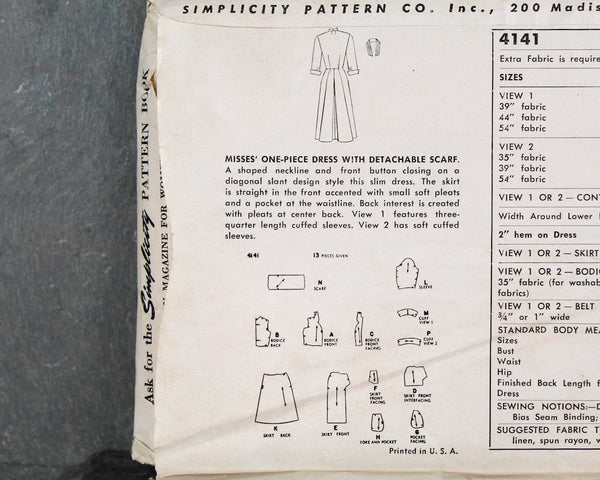 SIMPLICITY PATTERN CO. Inc., 200 Madis
Ask for the Simplicity PATTERN BOOK
MAGAZINE FOR WOM
MISSES' ONE-PIECE DRESS WITH DETACHABLE SCARF.
A shaped neckline and front button closing on a
diagonal slant design style this slim dress. The skirt
is straight in the front accented with small soft pleats
and a pocket at the waistline. Back interest is created
with pleats at center back. View 1 features three-
quarter length cuffed sleeves. View 2 has soft cuffed
sleeves.
4141 13 PIECES GIVEN
N
SCARF
L
SLEEVE
B
BODICE
BACK
A
BODICE
FRONT
C
BODICE
FRONT
FACING
M
CUFF
VIEW 1
P
CUFF
VIEW 2
K
SKIRT BACK
E
SKIRT FRONT
F
SKIRT
FRONT
FACING
D
SKIRT FRONT
INTERFACING
H
YOKE AND POCKET
G
POCKET
FACING
Printed in U. S. A.
4141
Extra Fabric is require
SIZES
VIEW 1
39" fabric
44" fabric
54" fabric
VIEW 2
35" fabric
39" fabric
54" fabric
VIEW 1 OR 2—CONT
Width Around Lower
2" hem on Dress
VIEW 1 OR 2—SKIRT
VIEW 1 OR 2—BODIC
35" fabric (for washab
fabrics)
VIEW 1 OR 2—BELT
¾" or 1" wide
STANDARD BODY MEA
Sizes
Bust
Waist
Hip
Finished Back Length f
Dress
SEWING NOTIONS:—D
Bias Seam Binding;
SUGGESTED FABRIC T
linen, spun rayon, w